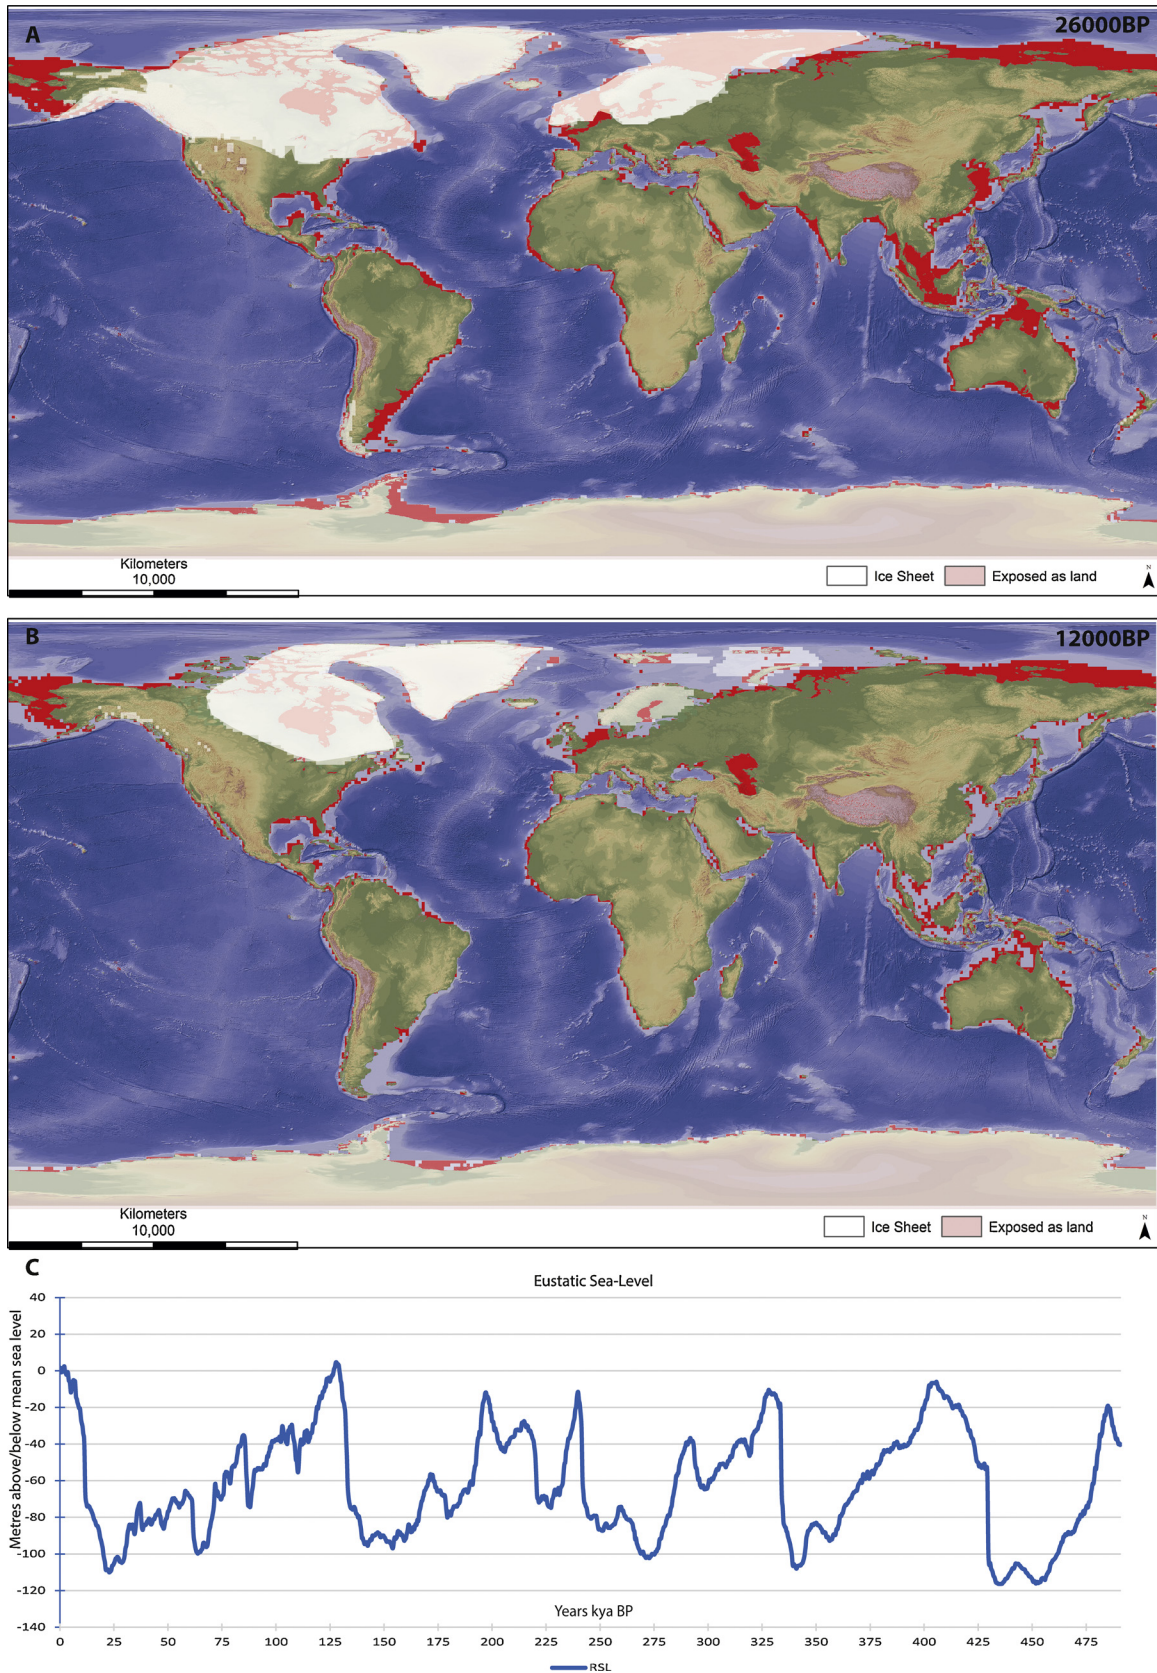 A
26000BP
Kilometers
10,000
Ice Sheet
Exposed as land
N
B
12000BP
Kilometers
10,000
Ice Sheet
Exposed as land
N
C
Eustatic Sea-Level
Metres above/below mean sea level
40
20
0
-20
-40
-60
-80
-100
-120
-140
Years kya BP
0 25 50 75 100 125 150 175 200 225 250 275 300 325 350 375 400 425 450 475
RSL